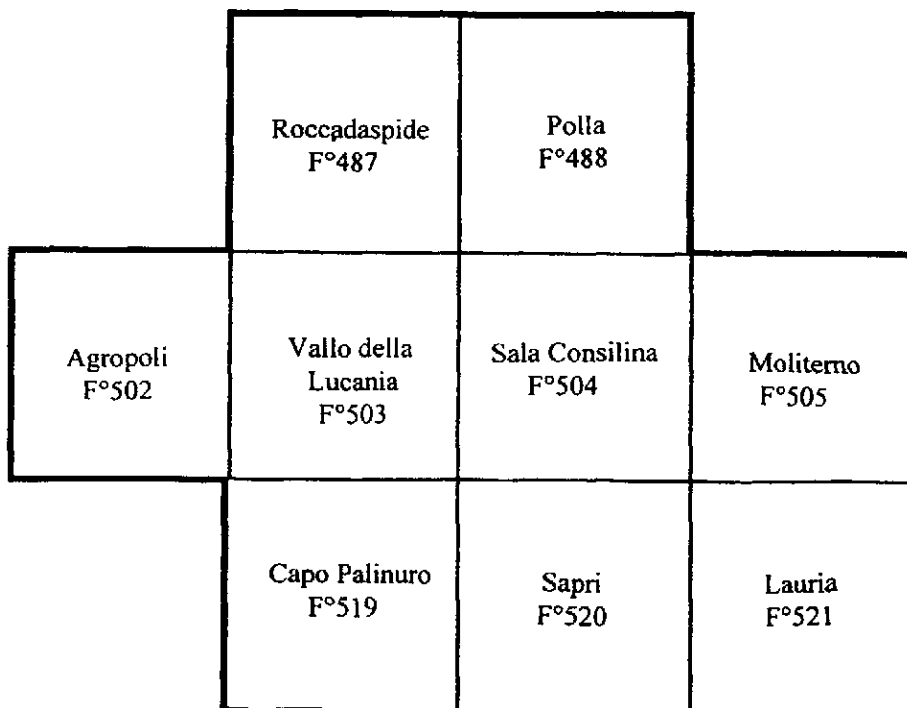 Roccadaspide
F°487
Polla
F°488
Agropoli
F°502
Vallo della
Lucania
F°503
Sala Consilina
F°504
Moliterno
F°505
Capo Palinuro
F°519
Sapri
F°520
Lauria
F°521